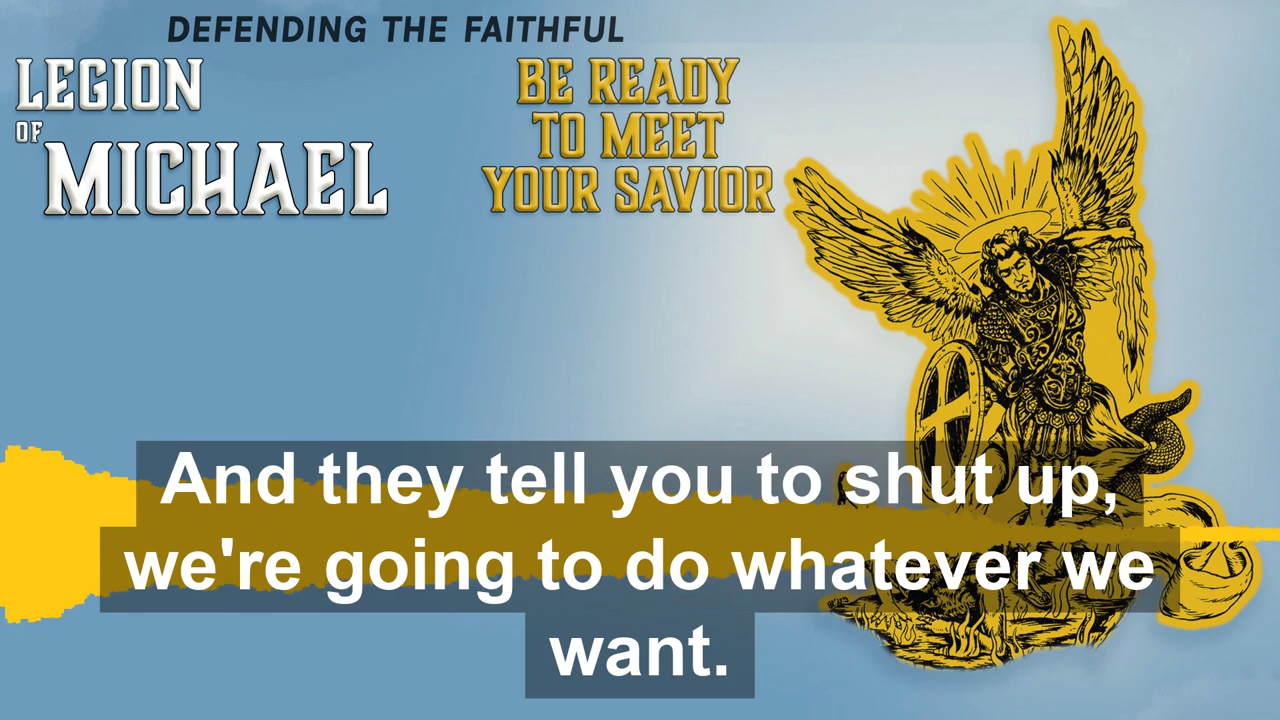 DEFENDING THE FAITHFUL
LEGION
OF
MICHAEL
BE READY
TO MEET
YOUR SAVIOR
And they tell you to shut up,
we're going to do whatever we
want.